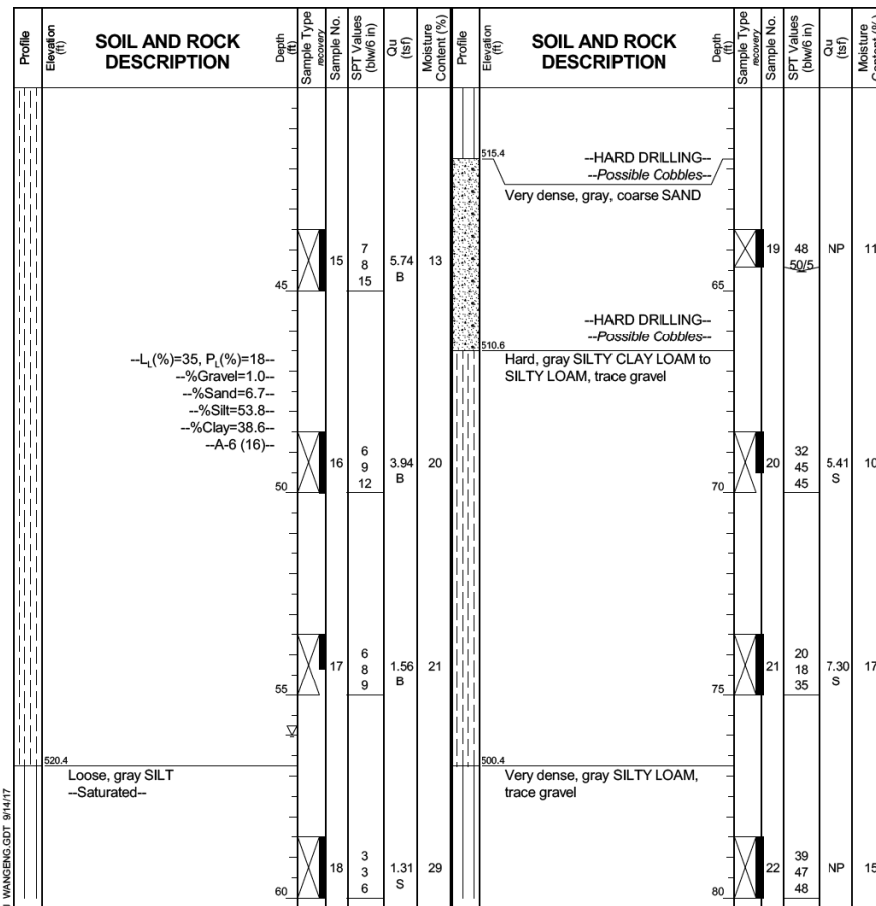 Profile
Elevation (ft)
SOIL AND ROCK
DESCRIPTION
Depth (ft)
Sample Type
recovery
Sample No.
SPT Values
(blw/6 in)
Qu
(tsf)
Moisture
Content (%)
15
7
8
15
5.74
B
13
45
--LL(%)=35, PL(%)=18--
--%Gravel=1.0--
--%Sand=6.7--
--%Silt=53.8--
--%Clay=38.6--
--A-6 (16)--
16
6
9
12
3.94
B
20
50
17
6
8
9
1.56
B
21
55
520.4
Loose, gray SILT
--Saturated--
18
3
3
6
1.31
S
29
60
WANGENG.GDT 9/14/17
Profile
Elevation (ft)
SOIL AND ROCK
DESCRIPTION
Depth (ft)
Sample Type
recovery
Sample No.
SPT Values
(blw/6 in)
Qu
(tsf)
Moisture
Content (%)
515.4
--HARD DRILLING--
--Possible Cobbles--
Very dense, gray, coarse SAND
19
48
50/5
NP
11
65
--HARD DRILLING--
--Possible Cobbles--
510.6
Hard, gray SILTY CLAY LOAM to
SILTY LOAM, trace gravel
20
32
45
45
5.41
S
10
70
21
20
18
35
7.30
S
17
75
500.4
Very dense, gray SILTY LOAM,
trace gravel
22
39
47
48
NP
15
80